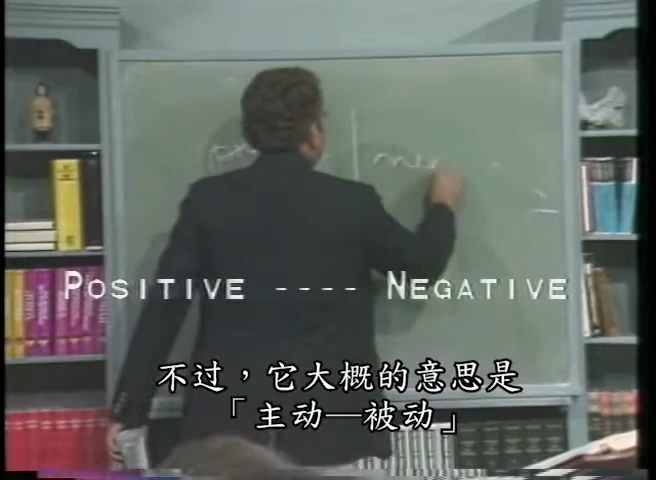 POSITIVE ---- NEGATIVE
不过，它大概的意思是
「主动—被动」